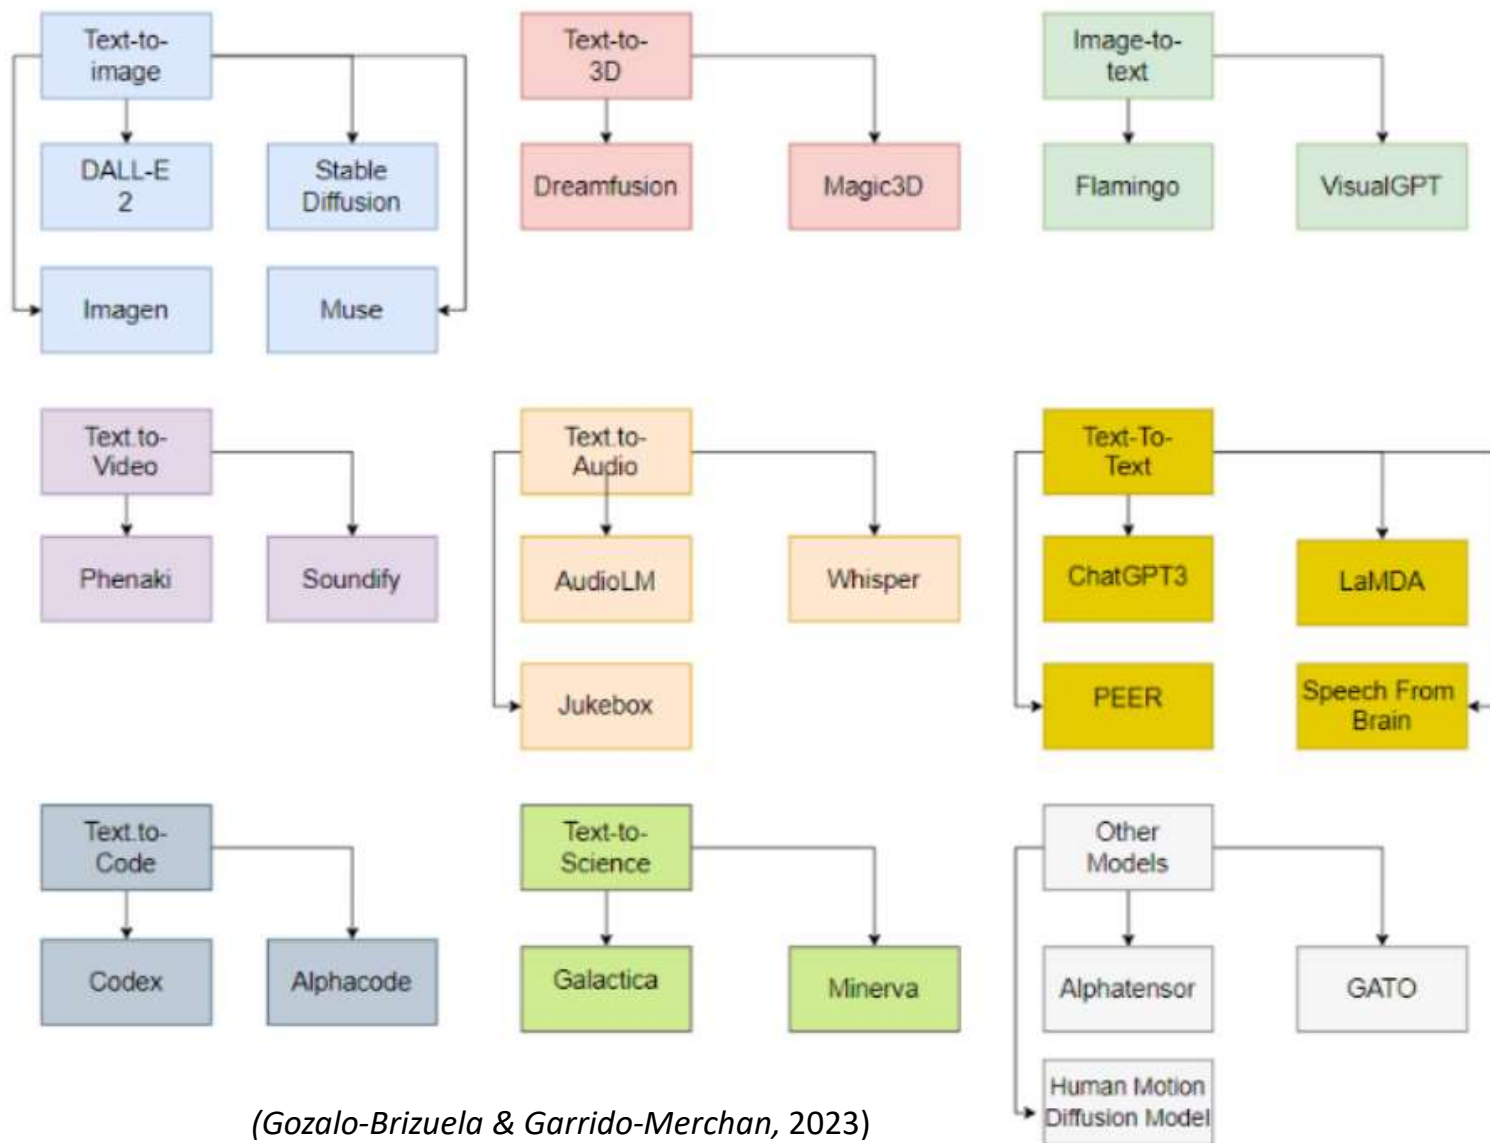 Text-to-
image
Text-to-
3D
Image-to-
text
DALL-E
2
Stable
Diffusion
Dreamfusion
Magic3D
Flamingo
VisualGPT
Imagen
Muse
Text.to-
Video
Text.to-
Audio
Text-To-
Text
Phenaki
Soundify
AudioLM
Whisper
ChatGPT3
LaMDA
Jukebox
PEER
Speech From
Brain
Text.to-
Code
Text-to-
Science
Other
Models
Codex
Alphacode
Galactica
Minerva
Alphatensor
GATO
Human Motion
Diffusion Model
(Gozalo-Brizuela & Garrido-Merchan, 2023)